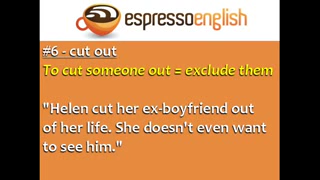 espressoenglish
#6 - cut out
To cut someone out = exclude them
"Helen cut her ex-boyfriend out
of her life. She doesn't even want
to see him."